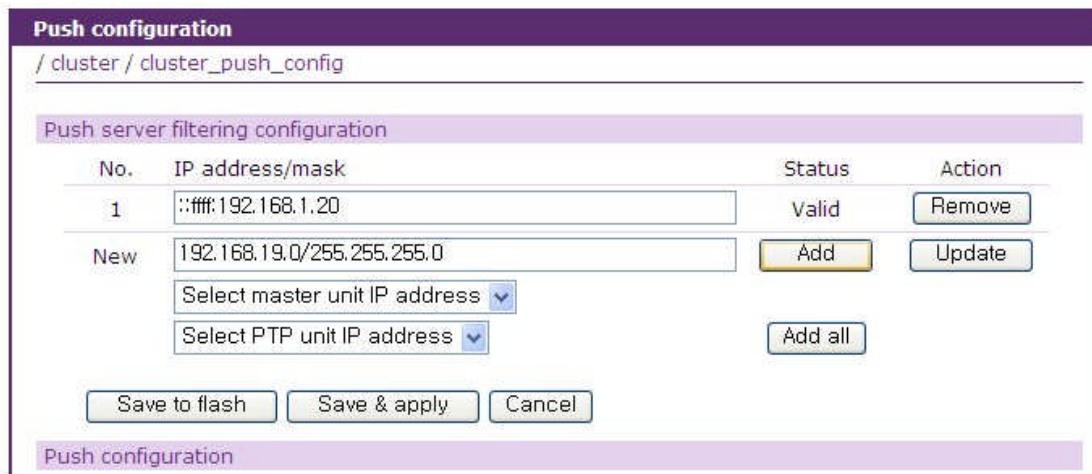 Push configuration
/ cluster / cluster_push_config
Push server filtering configuration
No. IP address/mask Status Action
1 ::ffff:192.168.1.20 Valid Remove
New 192.168.19.0/255.255.255.0 Add Update
Select master unit IP address
Select PTP unit IP address Add all
Save to flash Save & apply Cancel
Push configuration